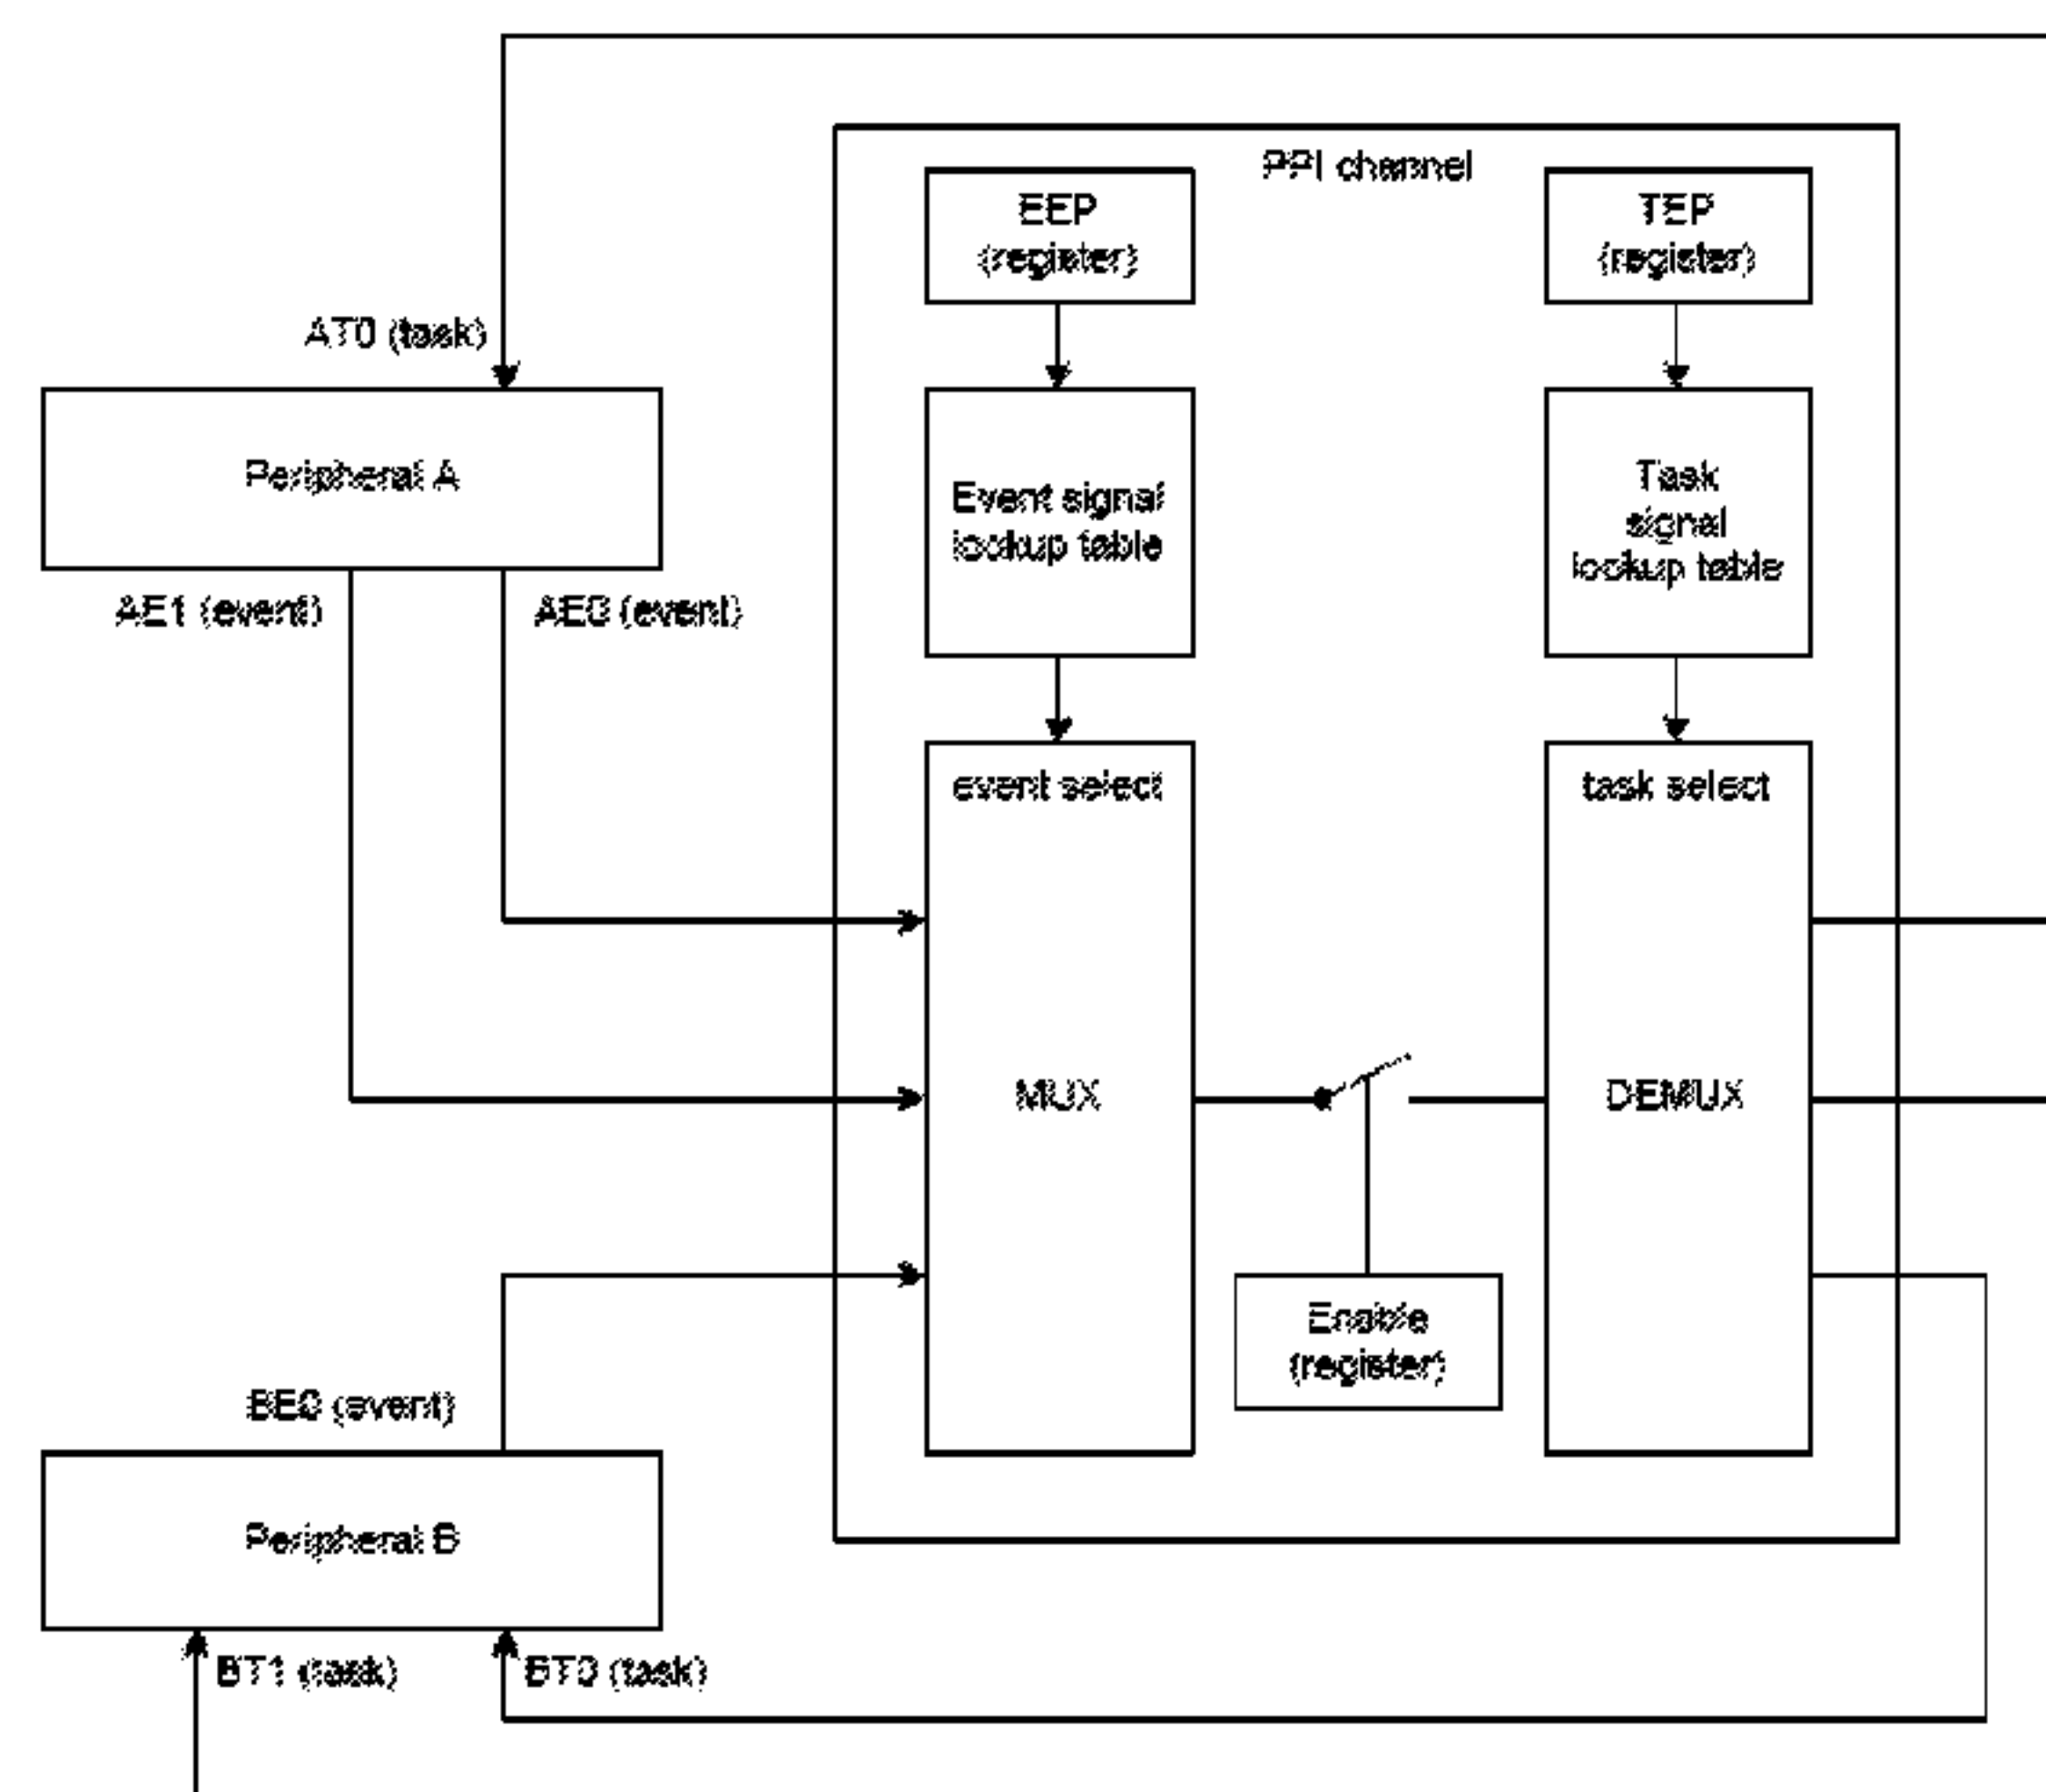 PPI channel
EEP
(register)
TEP
(register)
AT0 (task)
Peripheral A
Event signal
lookup table
Task
signal
lookup table
AE1 (event)
AE0 (event)
event select
task select
MUX
DEMUX
Enable
(register)
BE0 (event)
Peripheral B
BT1 (task)
BT0 (task)